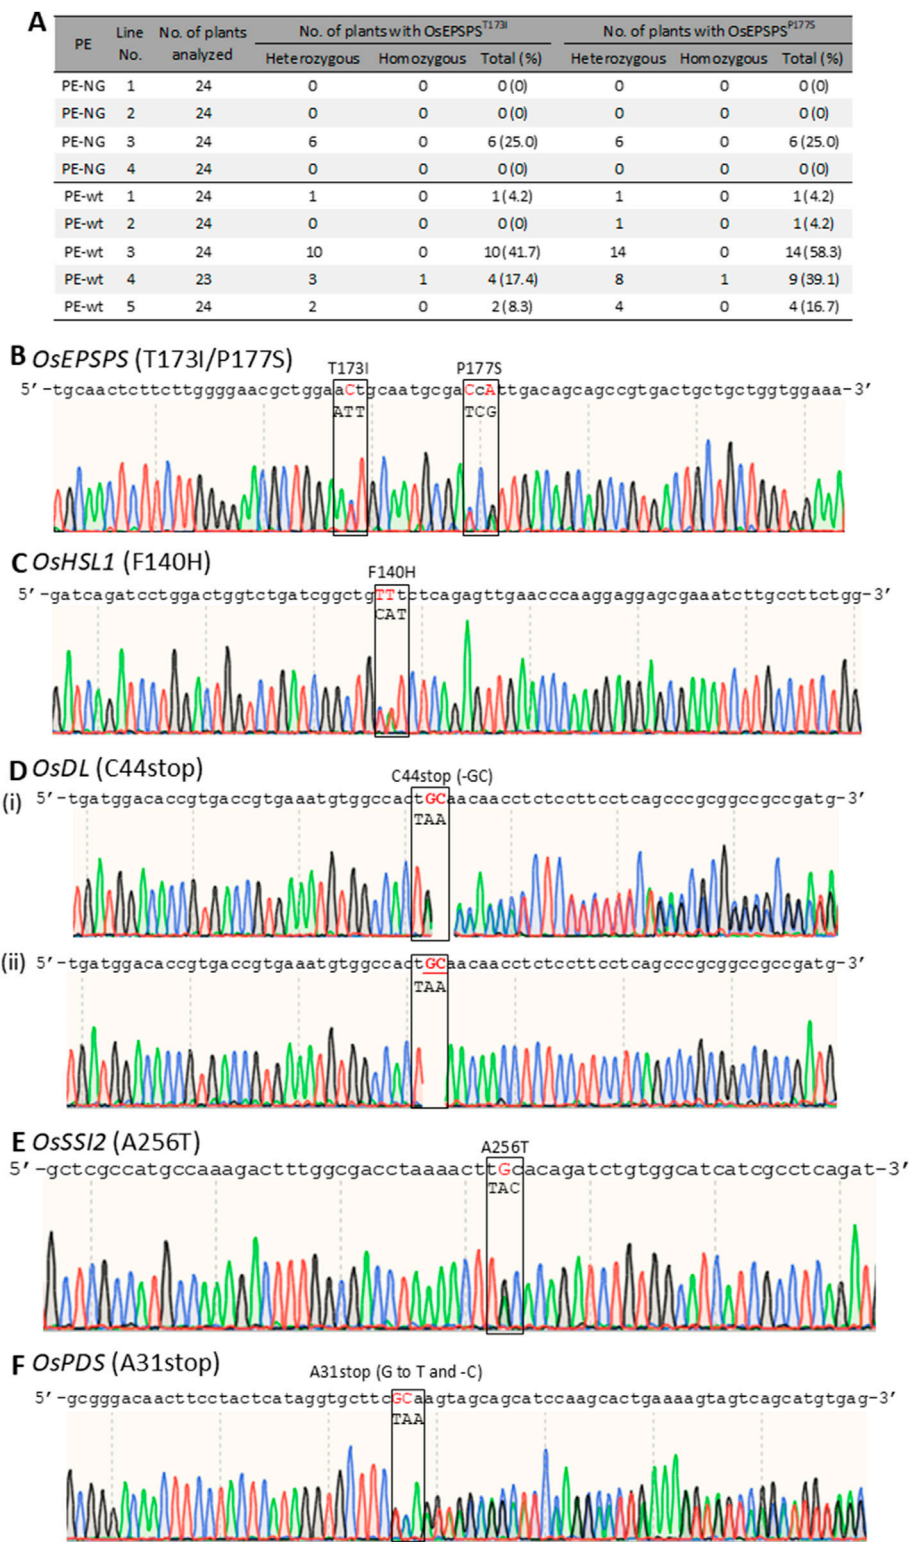 A
PE Line No. No. of plants analyzed No. of plants with OsEPSPS^T173I No. of plants with OsEPSPS^P177S
Heterozygous Homozygous Total (%) Heterozygous Homozygous Total (%)
PE-NG 1 24 0 0 0 (0) 0 0 0 (0)
PE-NG 2 24 0 0 0 (0) 0 0 0 (0)
PE-NG 3 24 6 0 6 (25.0) 6 0 6 (25.0)
PE-NG 4 24 0 0 0 (0) 0 0 0 (0)
PE-wt 1 24 1 0 1 (4.2) 1 0 1 (4.2)
PE-wt 2 24 0 0 0 (0) 1 0 1 (4.2)
PE-wt 3 24 10 0 10 (41.7) 14 0 14 (58.3)
PE-wt 4 23 3 1 4 (17.4) 8 1 9 (39.1)
PE-wt 5 24 2 0 2 (8.3) 4 0 4 (16.7)
B OsEPSPS (T173I/P177S)
T173I P177S
5′-tgcaactcttcttggggaacgctggaaCtgcaatgcgaCcAttgacagcagccgtgactgctgctggtggaaa-3′
ATT TCG
C OsHSL1 (F140H)
F140H
5′-gatcagatcctggactggtctgatcggctgTTtctcagagttgaacccaaggaggagcgaaatcttgccttctgg-3′
CAT
D OsDL (C44stop)
C44stop (-GC)
(i) 5′-tgatggacaccgtgaccgtgaaatgtggccactGCaacaacctctccttcctcagcccgcggccgccgatg-3′
TAA
(ii) 5′-tgatggacaccgtgaccgtgaaatgtggccactGCaacaacctctccttcctcagcccgcggccgccgatg-3′
TAA
E OsSSI2 (A256T)
A256T
5′-gctcgccatgccaaagactttggcgacctaaaacttGcacagatctgtggcatcatcgcctcagat-3′
TAC
F OsPDS (A31stop)
A31stop (G to T and -C)
5′-gcgggacaacttcctactcataggtgcttcGCaagtagcagcatccaagcactgaaaagtagtcagcatgtgag-3′
TAA